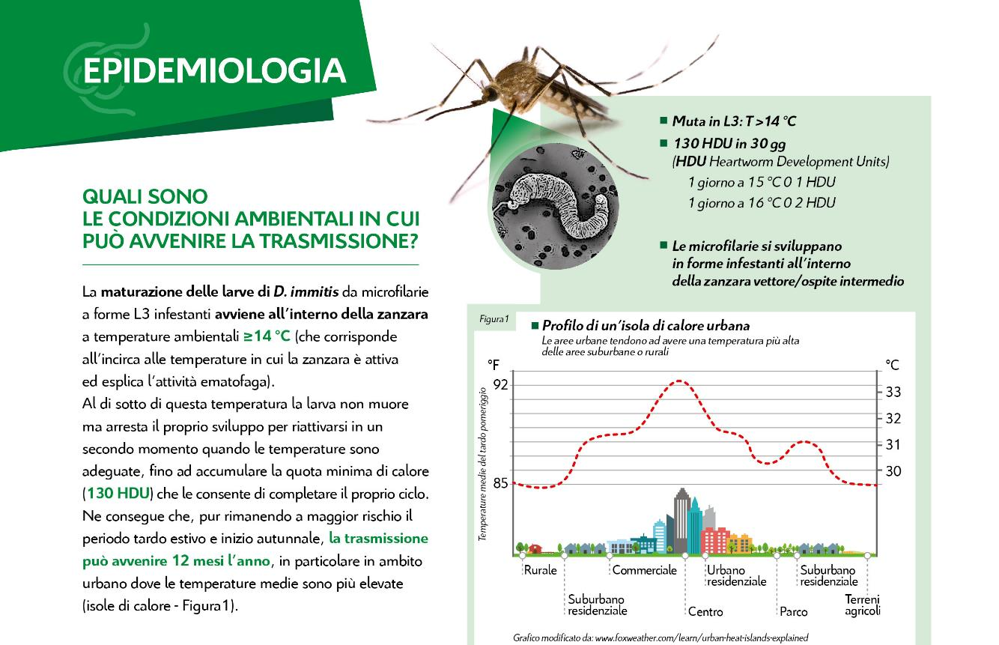 EPIDEMIOLOGIA
QUALI SONO
LE CONDIZIONI AMBIENTALI IN CUI
PUÒ AVVENIRE LA TRASMISSIONE?
La maturazione delle larve di D. immitis da microfilarie
a forme L3 infestanti avviene all'interno della zanzara
a temperature ambientali ≥14 °C (che corrisponde
all'incirca alle temperature in cui la zanzara è attiva
ed esplica l'attività ematofaga).
Al di sotto di questa temperatura la larva non muore
ma arresta il proprio sviluppo per riattivarsi in un
secondo momento quando le temperature sono
adeguate, fino ad accumulare la quota minima di calore
(130 HDU) che le consente di completare il proprio ciclo.
Ne consegue che, pur rimanendo a maggior rischio il
periodo tardo estivo e inizio autunnale, la trasmissione
può avvenire 12 mesi l'anno, in particolare in ambito
urbano dove le temperature medie sono più elevate
(isole di calore - Figura1).
■ Muta in L3: T >14 °C
■ 130 HDU in 30 gg
(HDU Heartworm Development Units)
1 giorno a 15 °C 0 1 HDU
1 giorno a 16 °C 0 2 HDU
■ Le microfilarie si sviluppano
in forme infestanti all'interno
della zanzara vettore/ospite intermedio
Figura1
■ Profilo di un'isola di calore urbana
Le aree urbane tendono ad avere una temperatura più alta
delle aree suburbane o rurali
°F
°C
92
85
33
32
31
30
Temperature medie del tardo pomeriggio
Rurale
Suburbano
residenziale
Commerciale
Centro
Urbano
residenziale
Parco
Suburbano
residenziale
Terreni
agricoli
Grafico modificato da: www.foxweather.com/learn/urban-heat-islands-explained